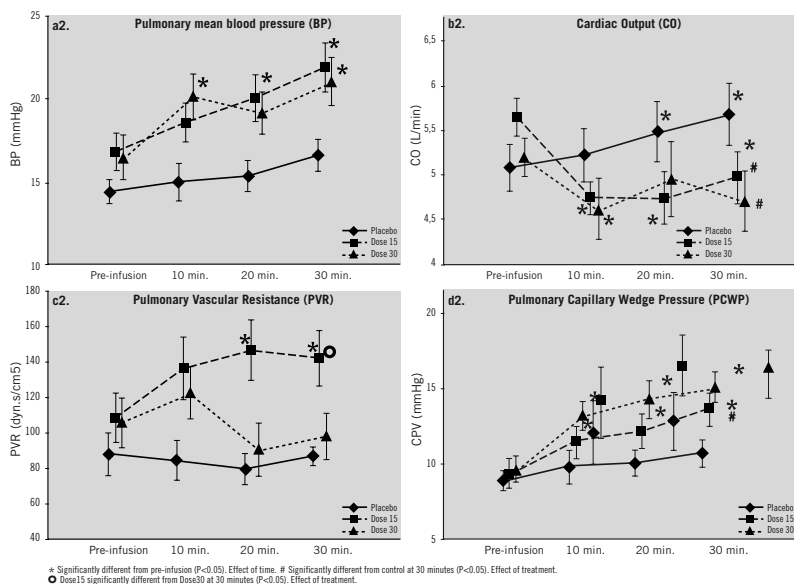 a2. Pulmonary mean blood pressure (BP)
25
20
15
10
BP (mmHg)
* * * *
Placebo
Dose 15
Dose 30
Pre-infusion 10 min. 20 min. 30 min.
b2. Cardiac Output (CO)
6,5
6
5,5
5
4,5
4
CO (L/min)
* * * * * *
# #
Placebo
Dose 15
Dose 30
Pre-infusion 10 min. 20 min. 30 min.
c2. Pulmonary Vascular Resistance (PVR)
180
160
140
120
100
80
60
40
PVR (dyn.s/cm5)
* *
Placebo
Dose 15
Dose 30
Pre-infusion 10 min. 20 min. 30 min.
d2. Pulmonary Capillary Wedge Pressure (PCWP)
20
15
10
5
CPV (mmHg)
* * * * * *
#
Placebo
Dose 15
Dose 30
Pre-infusion 10 min. 20 min. 30 min.
* Significantly different from pre-infusion (P<0.05). Effect of time. # Significantly different from control at 30 minutes (P<0.05). Effect of treatment.
O Dose15 significantly different from Dose30 at 30 minutes (P<0.05). Effect of treatment.